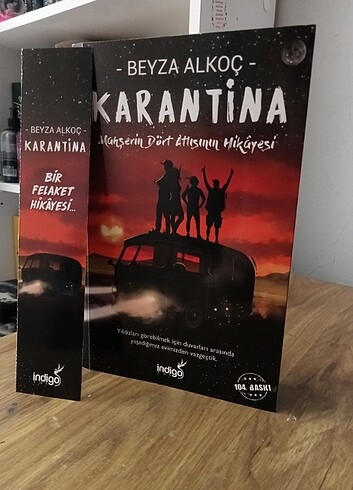 - BEYZA ALKOÇ -
KARANTİNA
BİR
FELAKET
HİKÂYESİ...
indigo
- BEYZA ALKOÇ -
KARANTİNA
Mahşerin Dört Atlısının Hikâyesi
Yıldızları görebilmek için duvarları arasında
yaşadığımız evimizden vazgeçtik.
indigo
104. BASKI